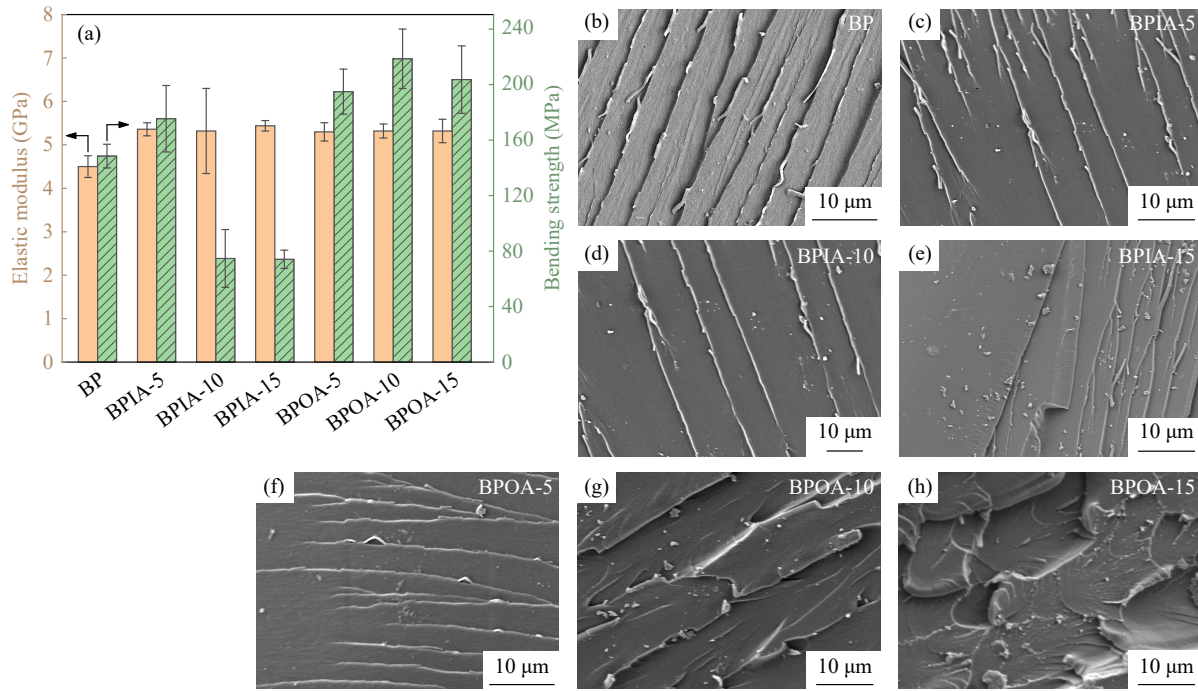 (a)
8
7
6
5
4
3
2
1
0
Elastic modulus (GPa)
240
200
160
120
80
40
0
Bending strength (MPa)
BP
BPIA-5
BPIA-10
BPIA-15
BPOA-5
BPOA-10
BPOA-15
(b)
BP
10 μm
(c)
BPIA-5
10 μm
(d)
BPIA-10
10 μm
(e)
BPIA-15
10 μm
(f)
BPOA-5
10 μm
(g)
BPOA-10
10 μm
(h)
BPOA-15
10 μm